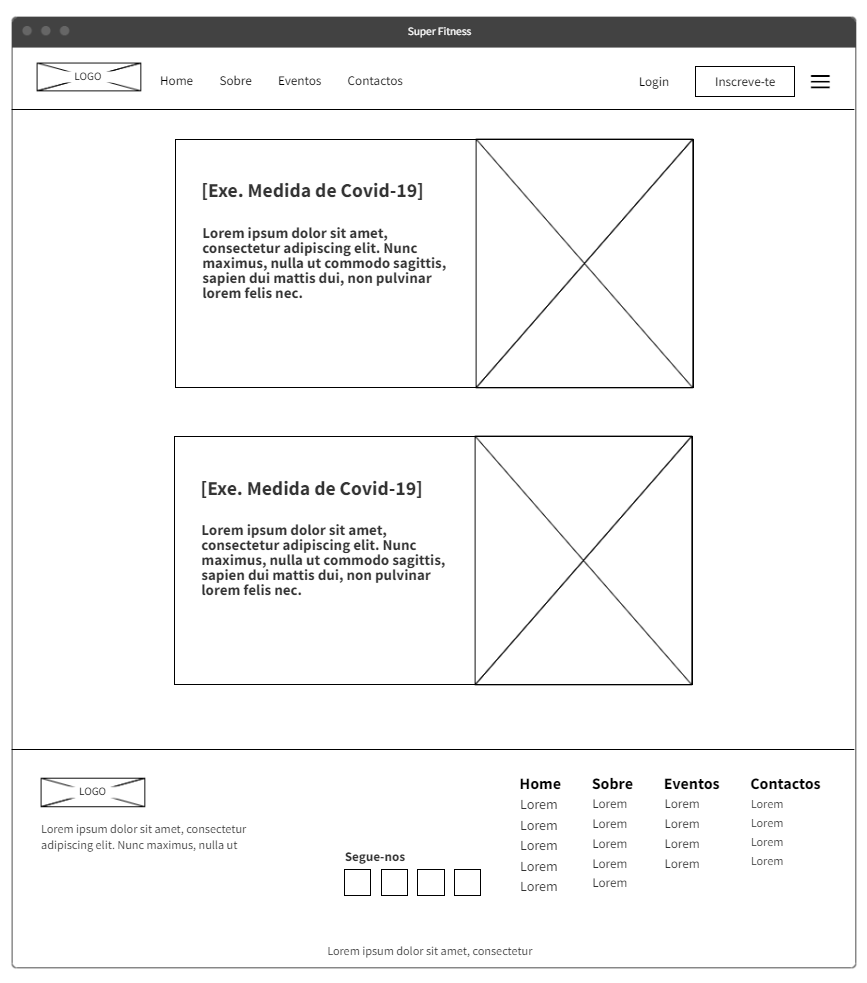 Super Fitness
LOGO
Home Sobre Eventos Contactos Login Inscreve-te
[Exe. Medida de Covid-19]
Lorem ipsum dolor sit amet,
consectetur adipiscing elit. Nunc
maximus, nulla ut commodo sagittis,
sapien dui mattis dui, non pulvinar
lorem felis nec.
[Exe. Medida de Covid-19]
Lorem ipsum dolor sit amet,
consectetur adipiscing elit. Nunc
maximus, nulla ut commodo sagittis,
sapien dui mattis dui, non pulvinar
lorem felis nec.
LOGO
Lorem ipsum dolor sit amet, consectetur
adipiscing elit. Nunc maximus, nulla ut
Segue-nos
Home
Lorem
Lorem
Lorem
Lorem
Lorem
Sobre
Lorem
Lorem
Lorem
Lorem
Lorem
Eventos
Lorem
Lorem
Lorem
Lorem
Contactos
Lorem
Lorem
Lorem
Lorem
Lorem ipsum dolor sit amet, consectetur